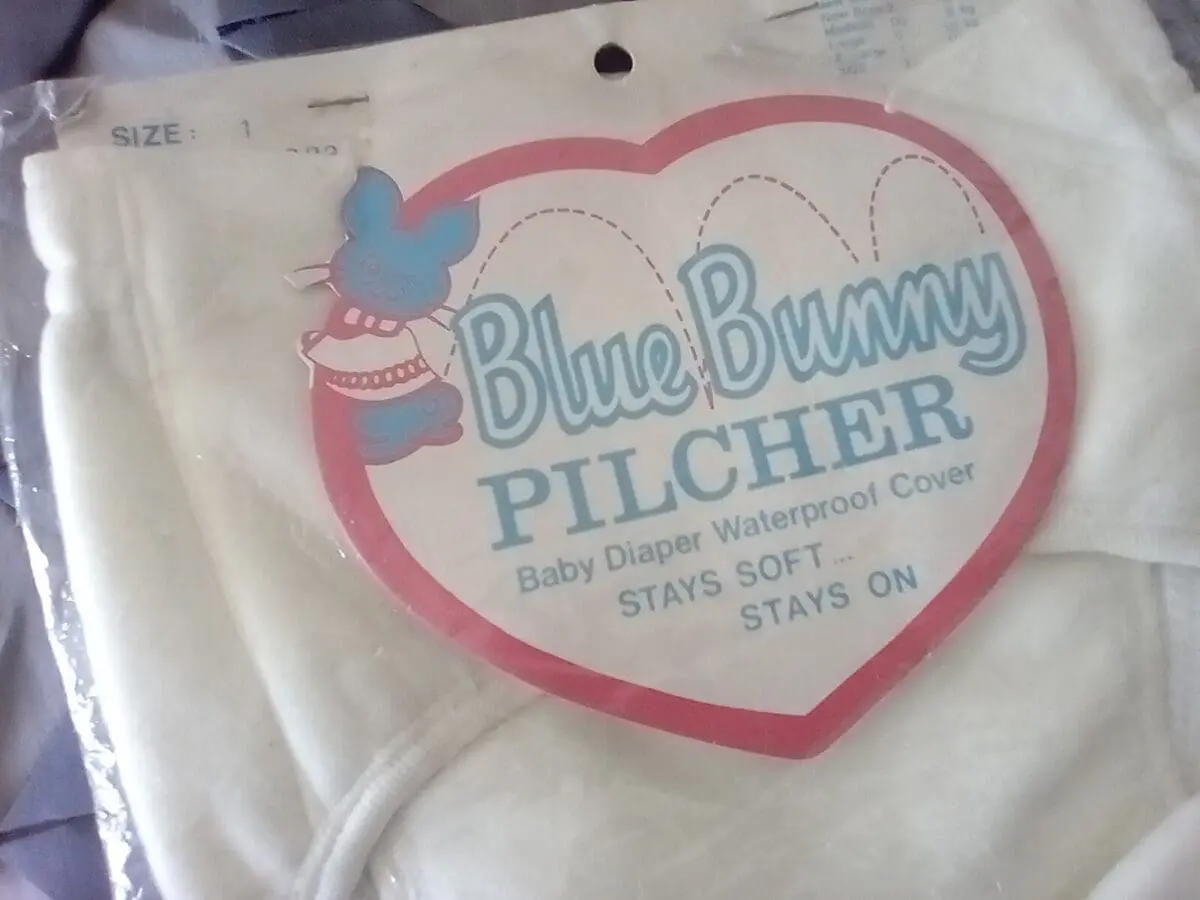 SIZE: 1
Blue Bunny
PILCHER
Baby Diaper Waterproof Cover
STAYS SOFT...
STAYS ON